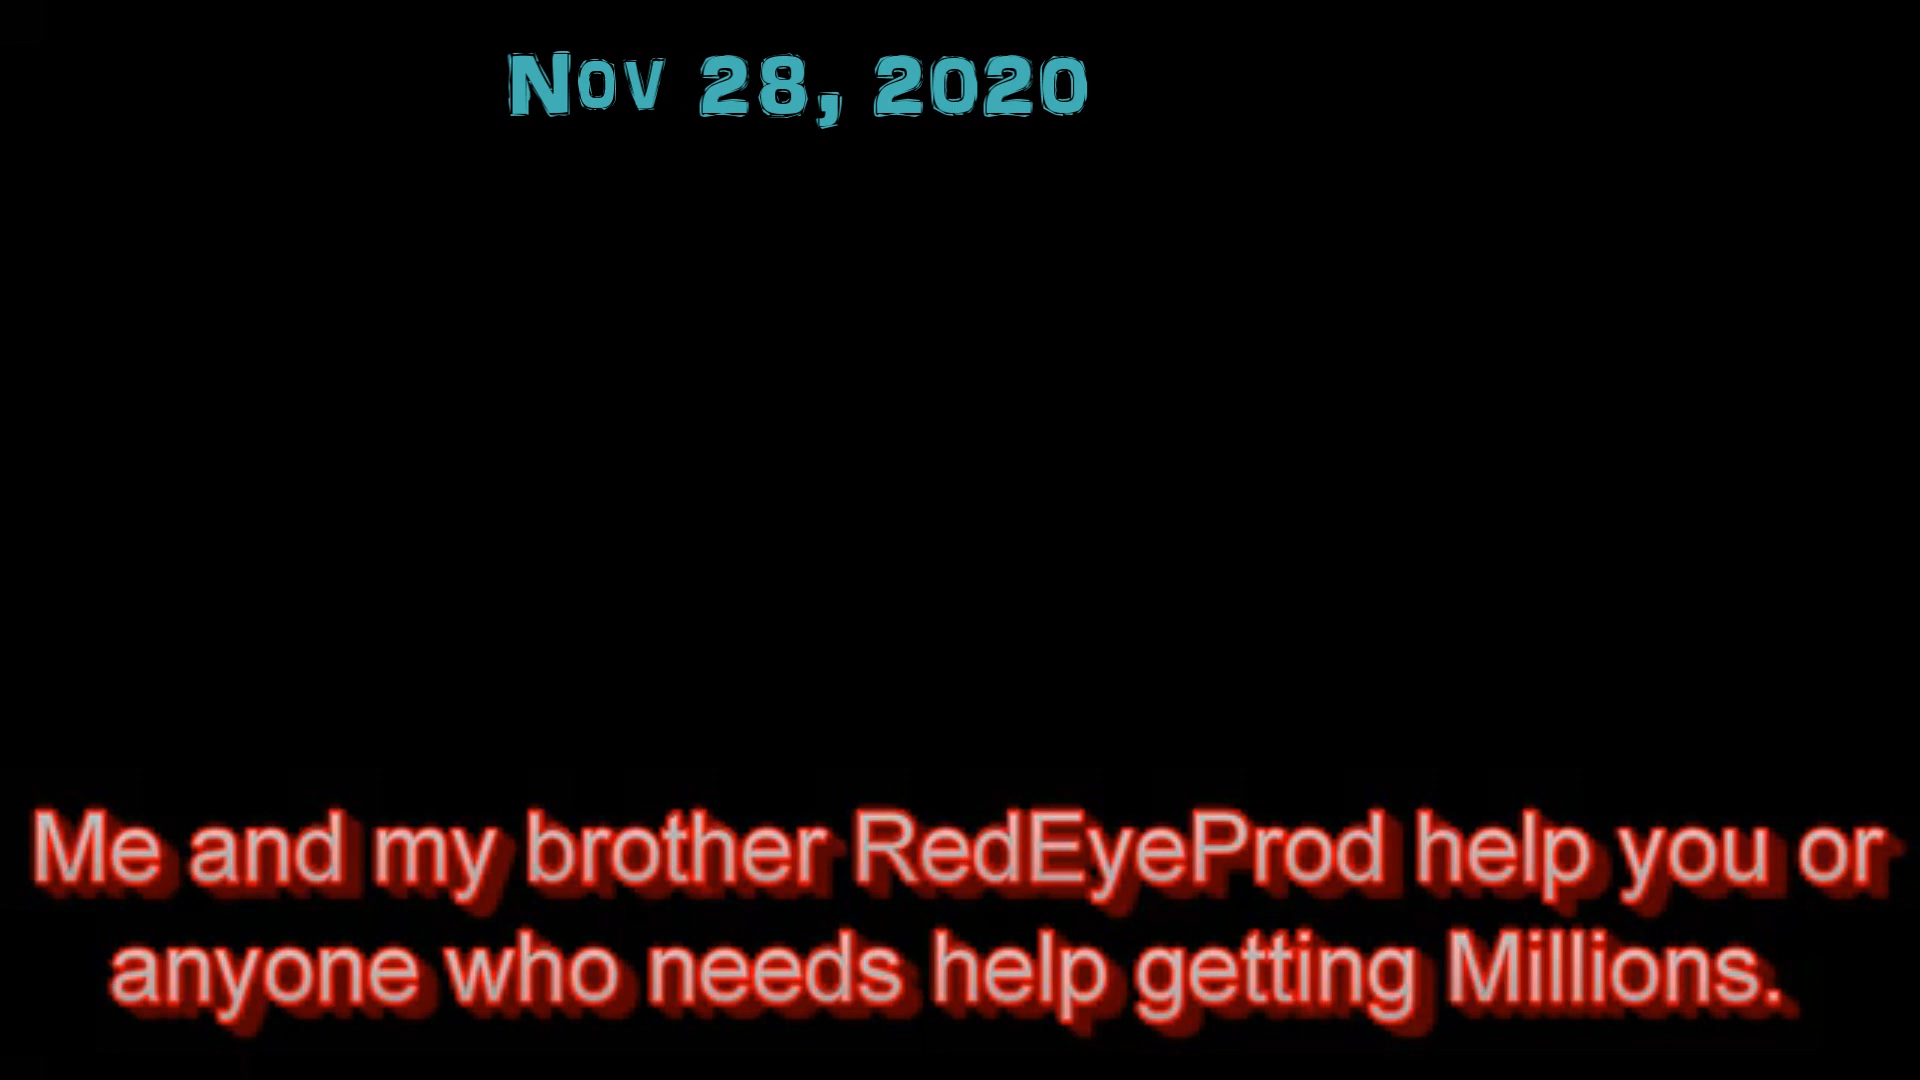 Nov 28, 2020
Me and my brother RedEyeProd help you or
anyone who needs help getting Millions.